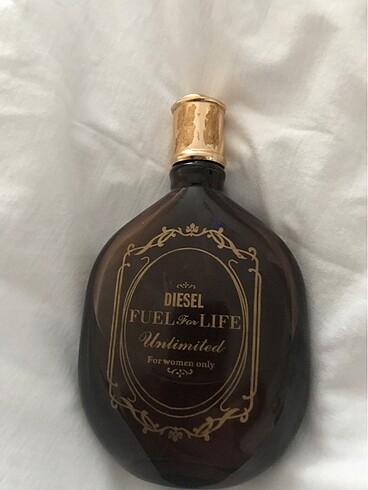 DIESEL
FUEL For LIFE
Unlimited
For women only